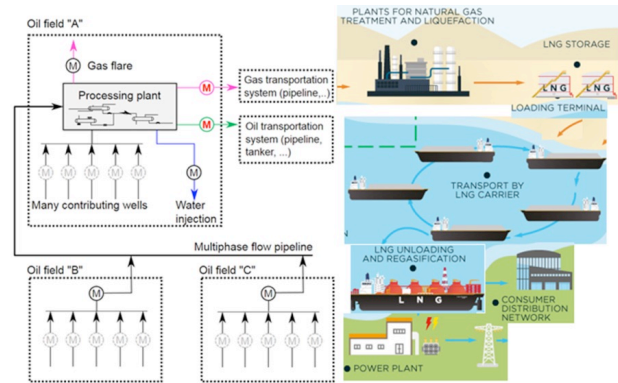 Oil field "A"
M
Gas flare
Processing plant
M
Gas transportation
system (pipeline,..)
M
Oil transportation
system (pipeline,
tanker, ...)
M
M M M M M
Many contributing wells
Water
injection
Multiphase flow pipeline
Oil field "B"
M
M M M M M
Oil field "C"
M
M M M M M
PLANTS FOR NATURAL GAS
TREATMENT AND LIQUEFACTION
LNG STORAGE
LNG LNG
LOADING TERMINAL
TRANSPORT BY
LNG CARRIER
N
LNG UNLOADING
AND REGASIFICATION
L N G
CONSUMER
DISTRIBUTION
NETWORK
POWER PLANT